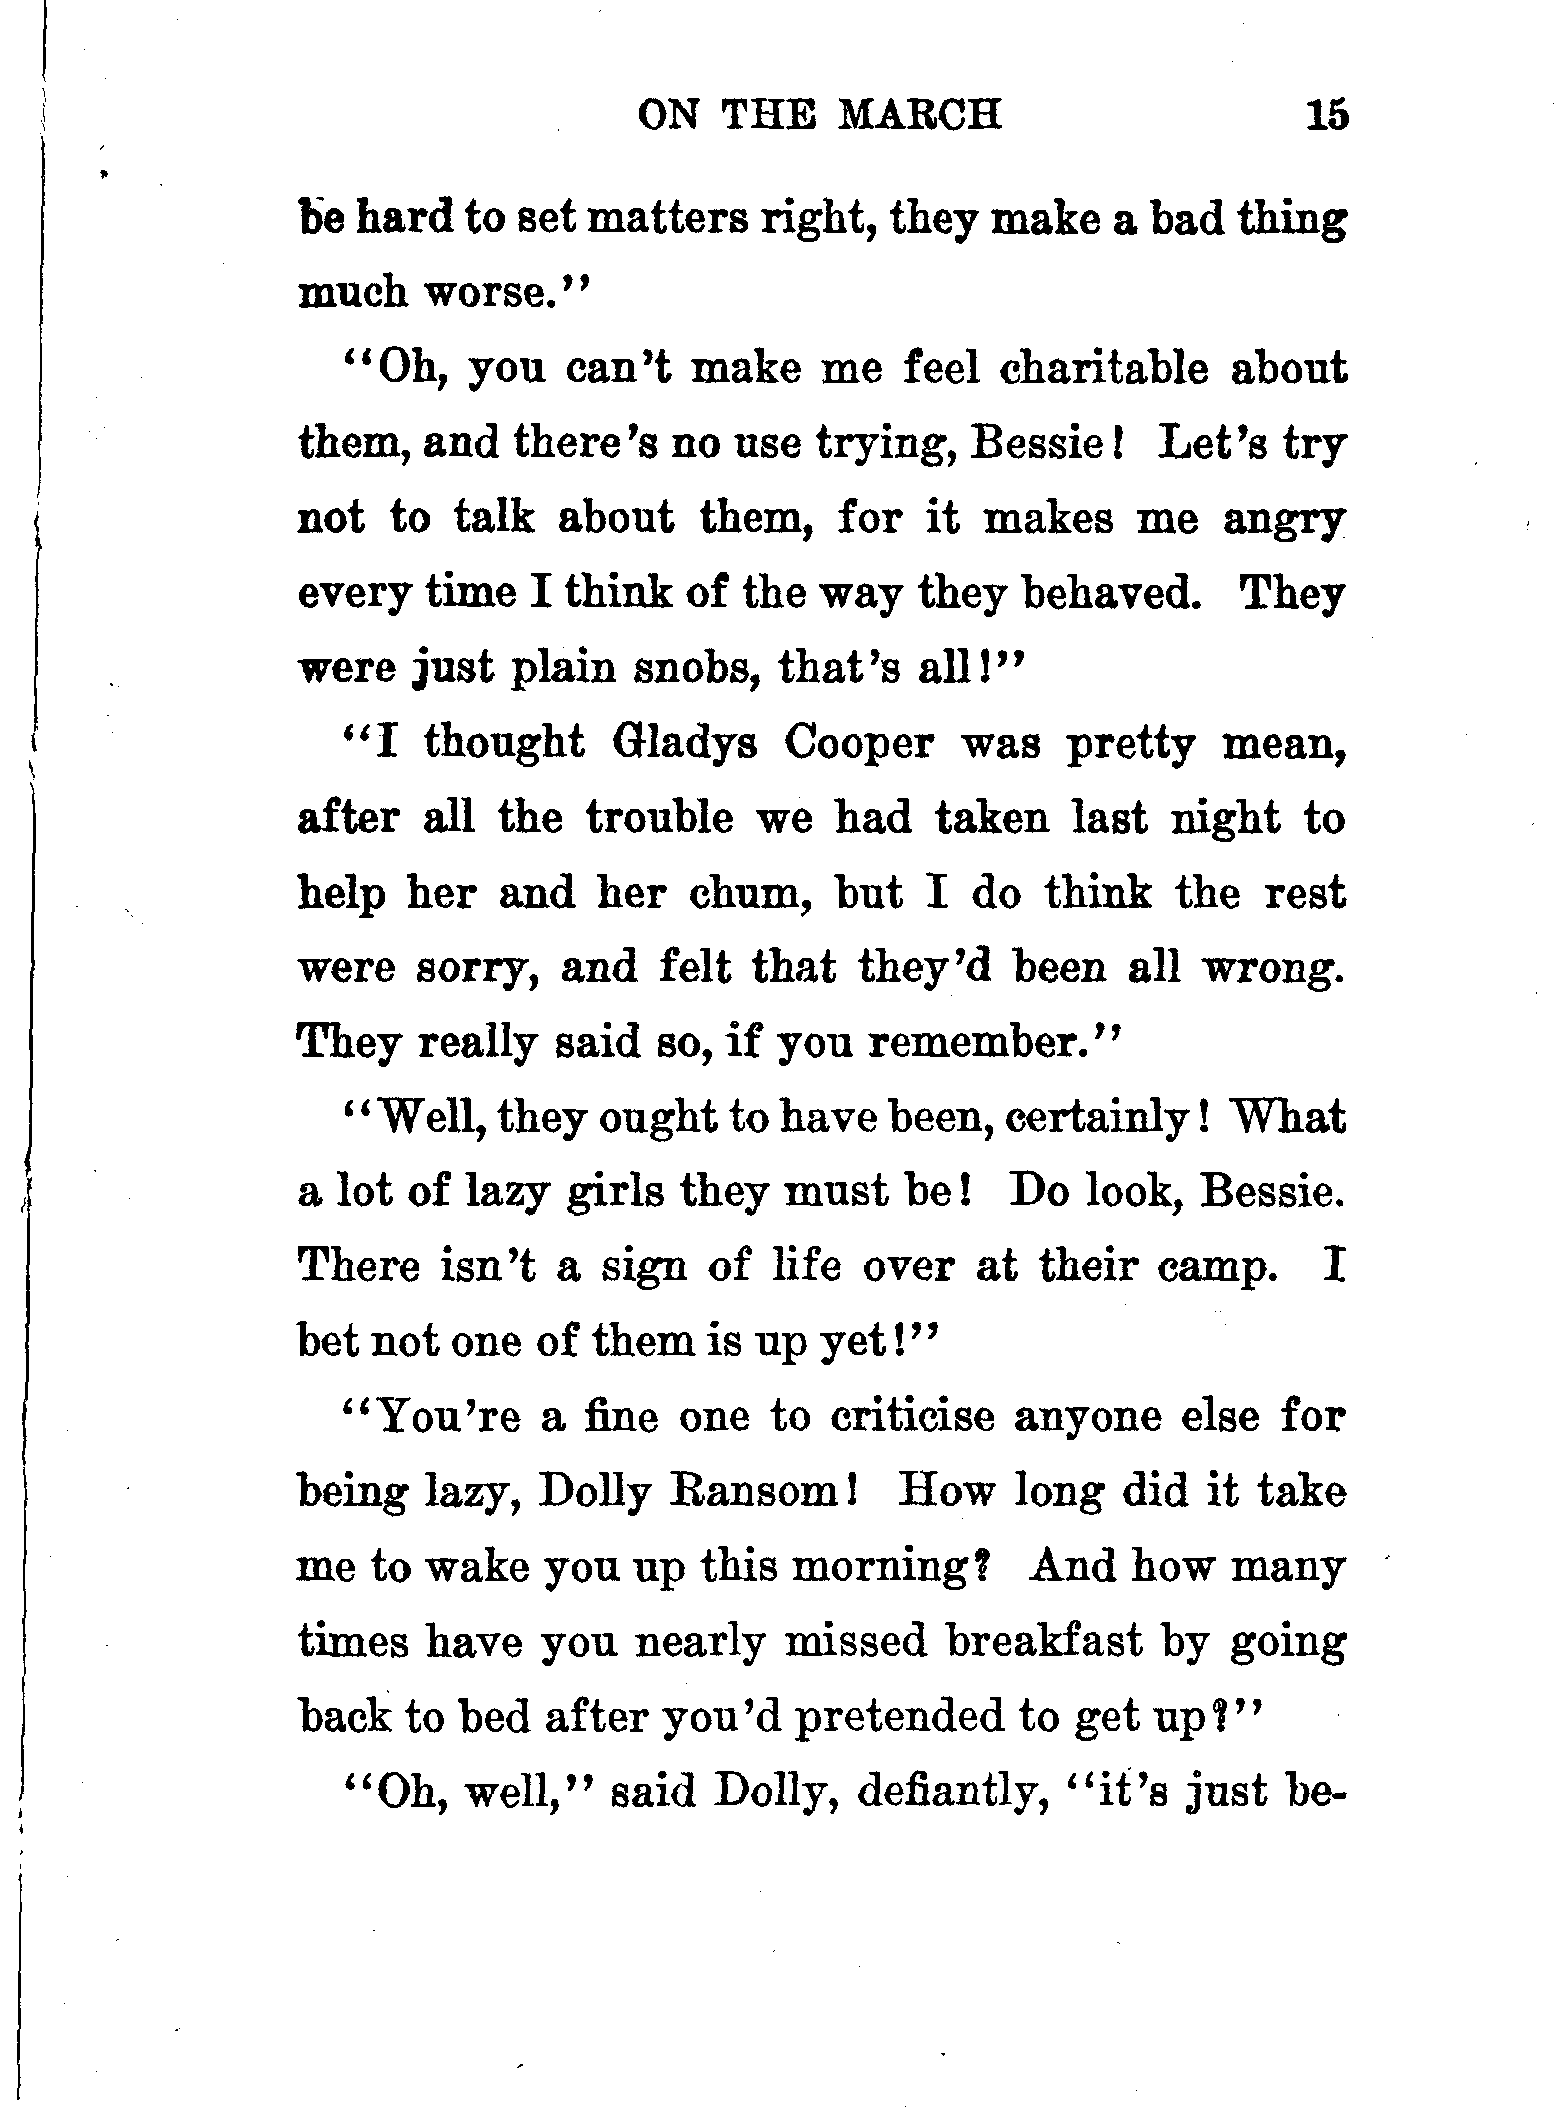 ON THE MARCH 15
be hard to set matters right, they make a bad thing
much worse."
"Oh, you can't make me feel charitable about
them, and there's no use trying, Bessie! Let's try
not to talk about them, for it makes me angry
every time I think of the way they behaved. They
were just plain snobs, that's all!"
"I thought Gladys Cooper was pretty mean,
after all the trouble we had taken last night to
help her and her chum, but I do think the rest
were sorry, and felt that they'd been all wrong.
They really said so, if you remember."
"Well, they ought to have been, certainly! What
a lot of lazy girls they must be! Do look, Bessie.
There isn't a sign of life over at their camp. I
bet not one of them is up yet!"
"You're a fine one to criticise anyone else for
being lazy, Dolly Ransom! How long did it take
me to wake you up this morning? And how many
times have you nearly missed breakfast by going
back to bed after you'd pretended to get up?"
"Oh, well," said Dolly, defiantly, "it's just be-